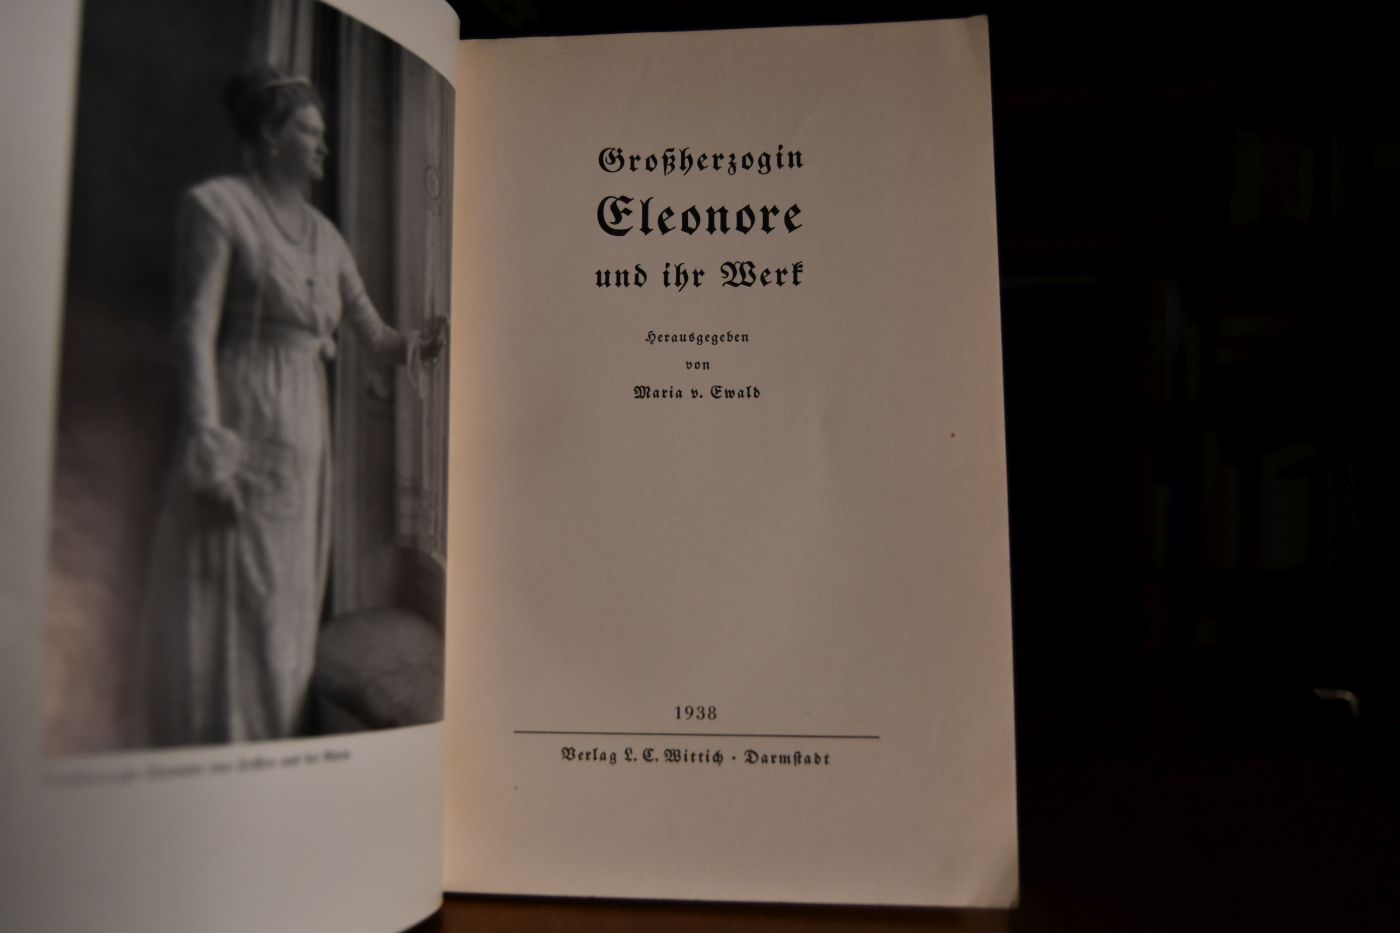 Großherzogin
Eleonore
und ihr Werk
Herausgegeben
von
Maria v. Ewald
1938
Verlag L. C. Wittich · Darmstadt